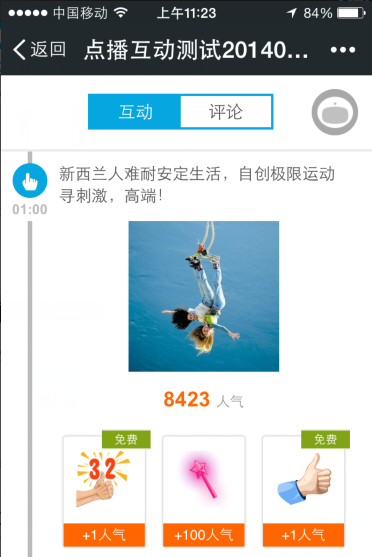 中国移动 上午11:23 84%
返回 点播互动测试20140...
互动 评论
新西兰人难耐安定生活，自创极限运动
寻刺激，高端！
01:00
8423 人气
免费 免费
32
+1人气 +100人气 +1人气